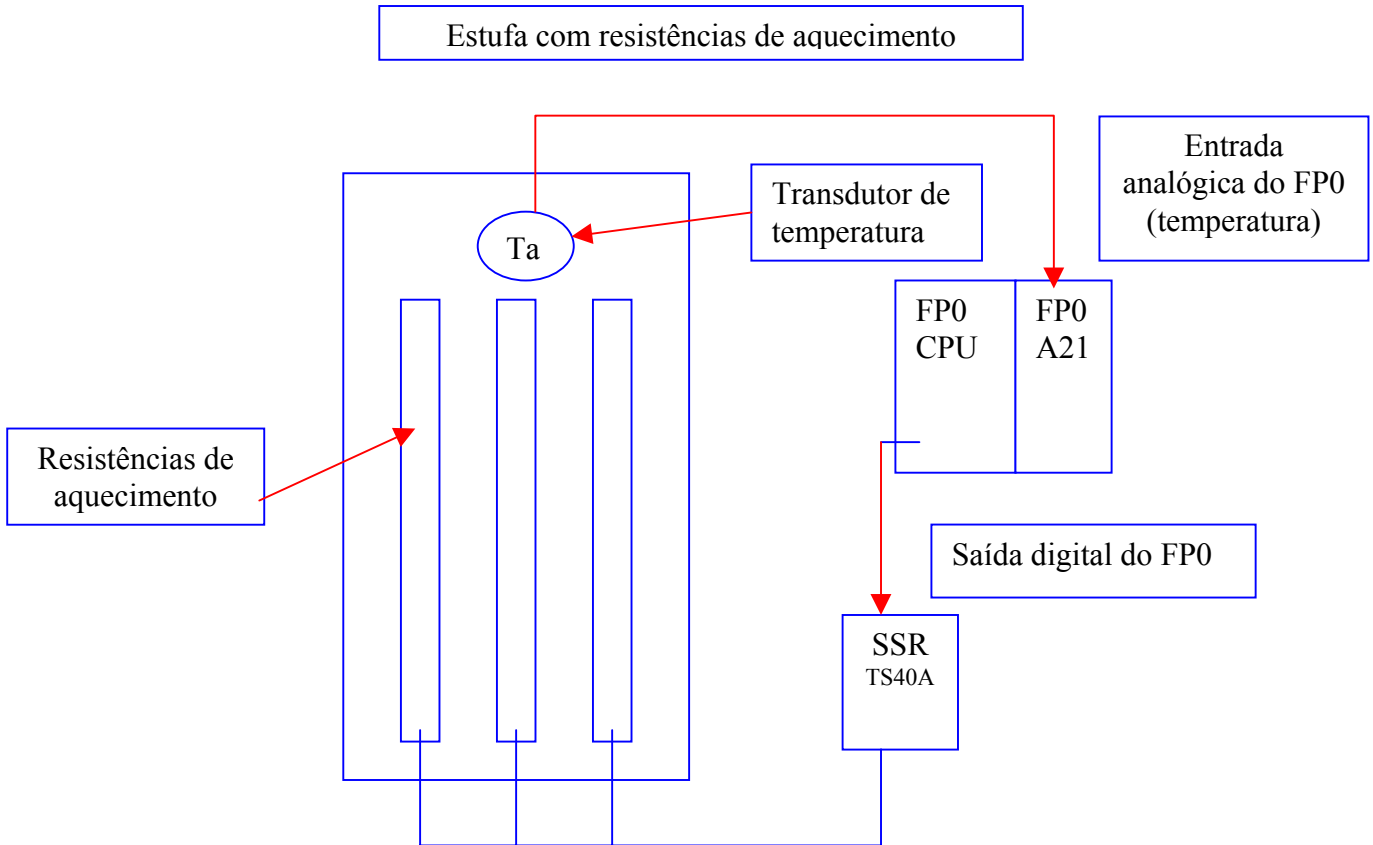 Estufa com resistências de aquecimento
Entrada
analógica do FP0
(temperatura)
Transdutor de
temperatura
Ta
FP0
CPU
FP0
A21
Resistências de
aquecimento
Saída digital do FP0
SSR
TS40A